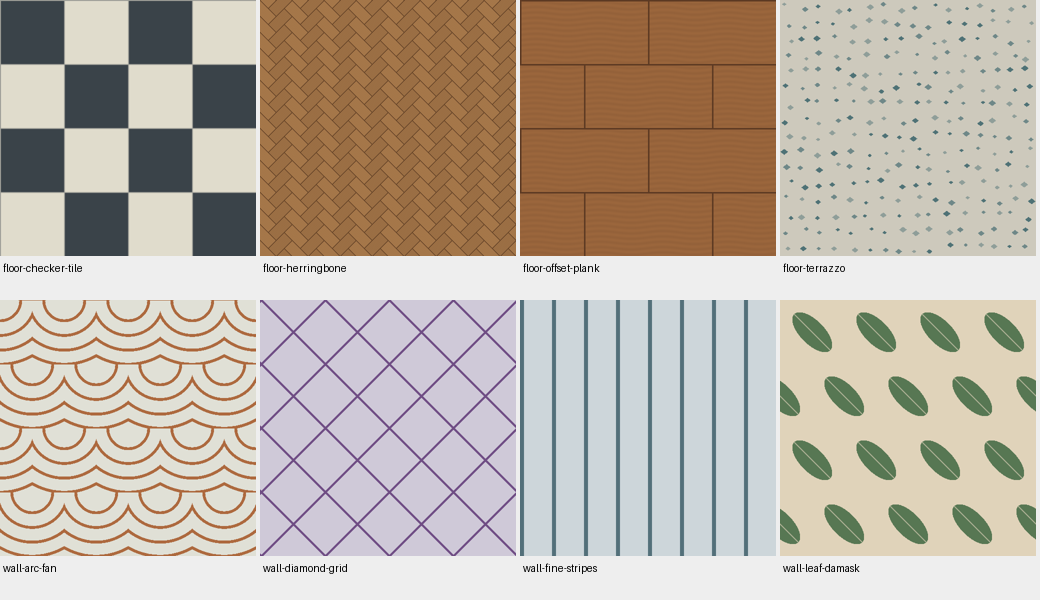 floor-checker-tile
floor-herringbone
floor-offset-plank
floor-terrazzo
wall-arc-fan
wall-diamond-grid
wall-fine-stripes
wall-leaf-damask